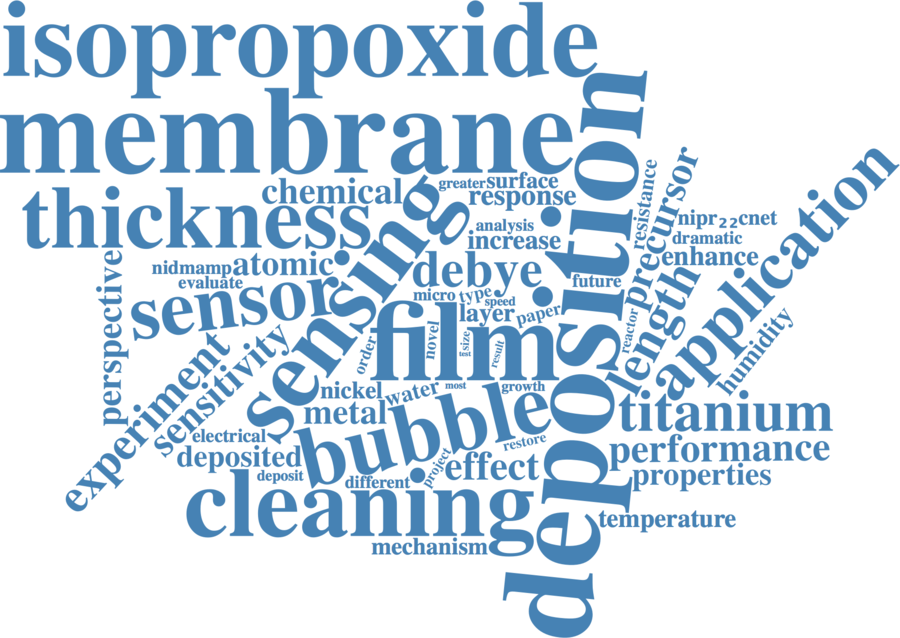 isopropoxide
membrane
deposition
thickness
chemical
greater
surface
response
resistance
precursor
application
nipr₂₂cnet
dramatic
enhance
analysis
increase
sensing
perspective
nidmamp
atomic
evaluate
sensor
debye
future
micro
type
speed
layer
paper
film
novel
size
test
result
order
reactor
length
humidity
experiment
sensitivity
nickel
water
most
growth
metal
bubble
titanium
electrical
deposited
deposit
different
project
restore
effect
performance
properties
cleaning
temperature
mechanism